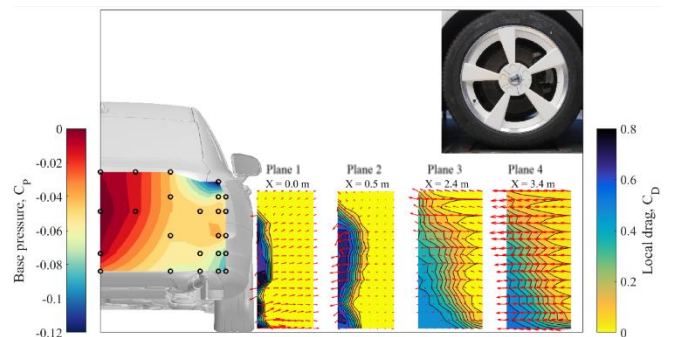 Plane 1
X = 0.0 m
Plane 2
X = 0.5 m
Plane 3
X = 2.4 m
Plane 4
X = 3.4 m
Base pressure, C_P
0
-0.02
-0.04
-0.06
-0.08
-0.1
-0.12
Local drag, C_D
0.8
0.6
0.4
0.2
0